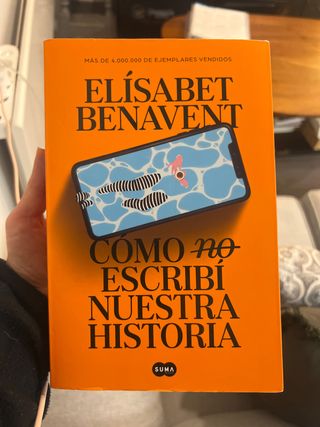 MÁS DE 4.000.000 DE EJEMPLARES VENDIDOS
ELÍSABET
BENAVENT
CÓMO no
ESCRIBÍ
NUESTRA
HISTORIA
SUMA